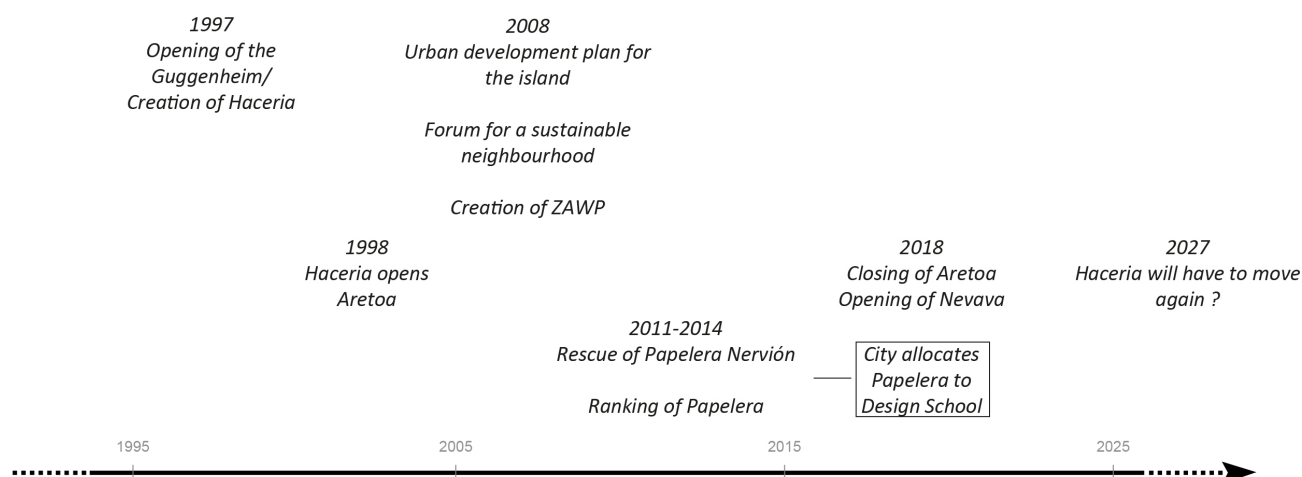 1997
Opening of the
Guggenheim/
Creation of Haceria
2008
Urban development plan for
the island
Forum for a sustainable
neighbourhood
Creation of ZAWP
1998
Haceria opens
Aretoa
2018
Closing of Aretoa
Opening of Nevava
2027
Haceria will have to move
again ?
2011-2014
Rescue of Papelera Nervión
Ranking of Papelera
City allocates
Papelera to
Design School
1995
2005
2015
2025